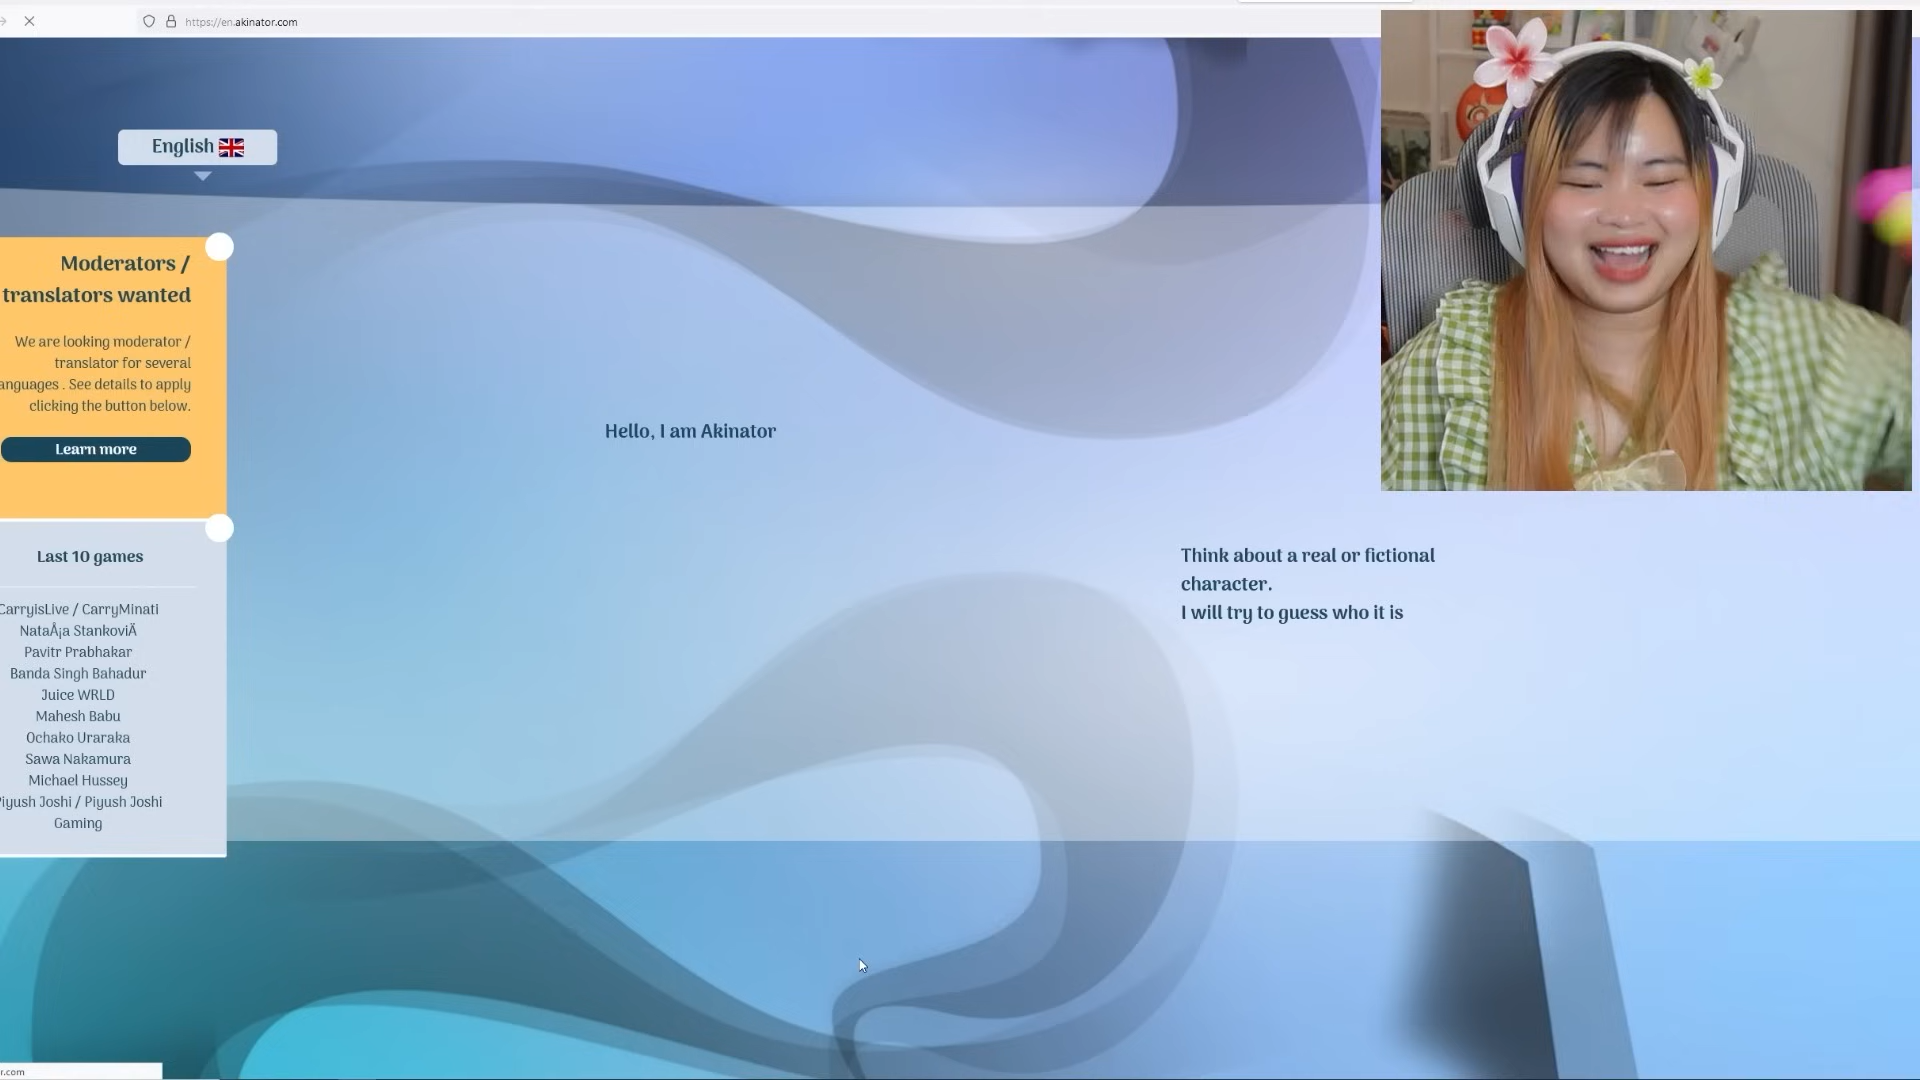 https://en.akinator.com
English
Moderators /
translators wanted
We are looking moderator /
translator for several
anguages . See details to apply
clicking the button below.
Learn more
Last 10 games
CarryisLive / CarryMinati
NataÅ¡a StankoviÄ
Pavitr Prabhakar
Banda Singh Bahadur
Juice WRLD
Mahesh Babu
Ochako Uraraka
Sawa Nakamura
Michael Hussey
Piyush Joshi / Piyush Joshi
Gaming
Hello, I am Akinator
Think about a real or fictional
character.
I will try to guess who it is
r.com